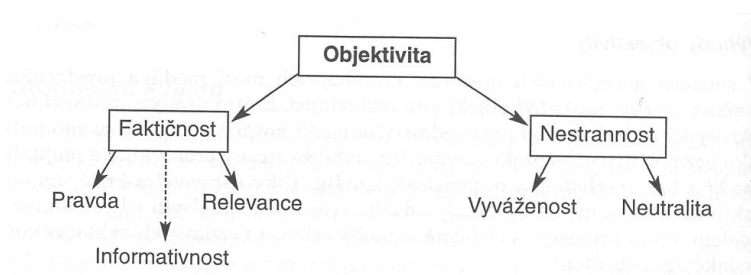 Objektivita
Faktičnost
Nestrannost
Pravda
Relevance
Vyváženost
Neutralita
Informativnost